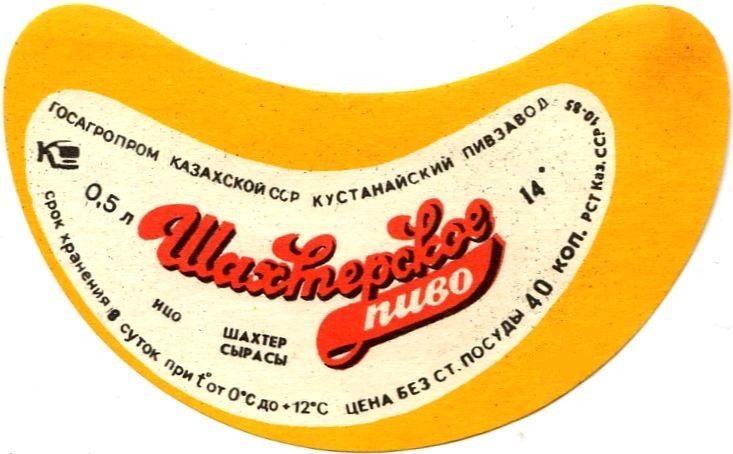 ГОСАГРОПРОМ КАЗАХСКОЙ ССР КУСТАНАЙСКИЙ ПИВЗАВОД
0,5 л
14°
Шахтерское
пиво
ицо
ШАХТЕР
СЫРАСЫ
срок хранения 8 суток при t° от 0°С до +12°С
ЦЕНА БЕЗ СТ. ПОСУДЫ 40 КОП.
РСТ Каз. ССР 10-85